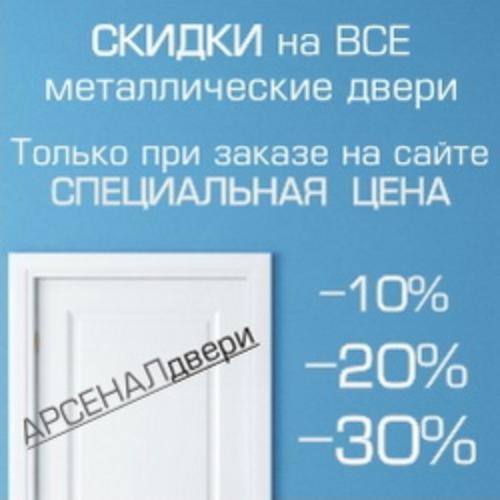 СКИДКИ на ВСЕ
металлические двери
Только при заказе на сайте
СПЕЦИАЛЬНАЯ ЦЕНА
-10%
-20%
-30%
АРСЕНАЛдвери